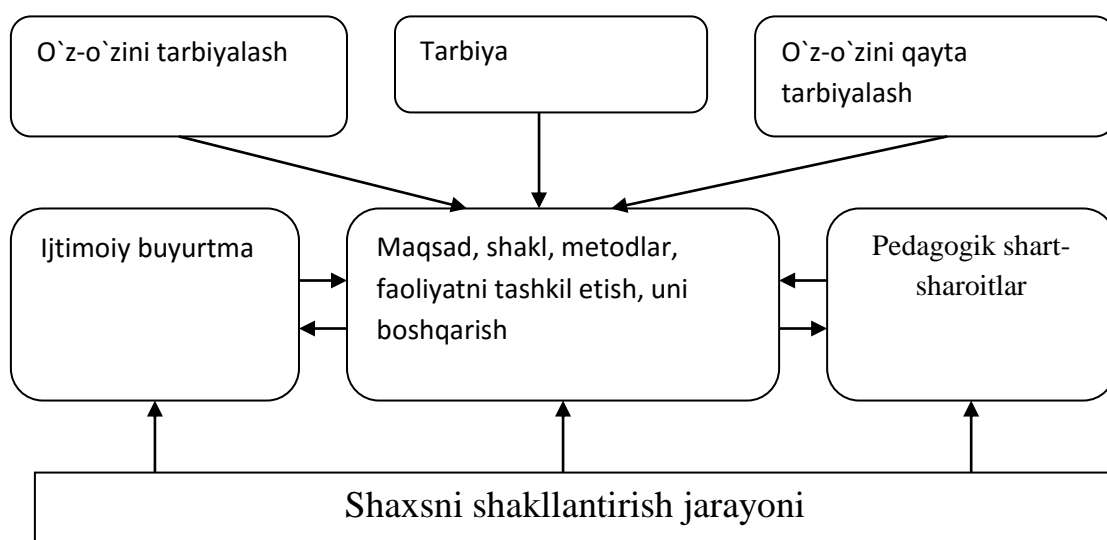 O`z-o`zini tarbiyalash
Tarbiya
O`z-o`zini qayta
tarbiyalash
Ijtimoiy buyurtma
Maqsad, shakl, metodlar,
faoliyatni tashkil etish, uni
boshqarish
Pedagogik shart-
sharoitlar
Shaxsni shakllantirish jarayoni